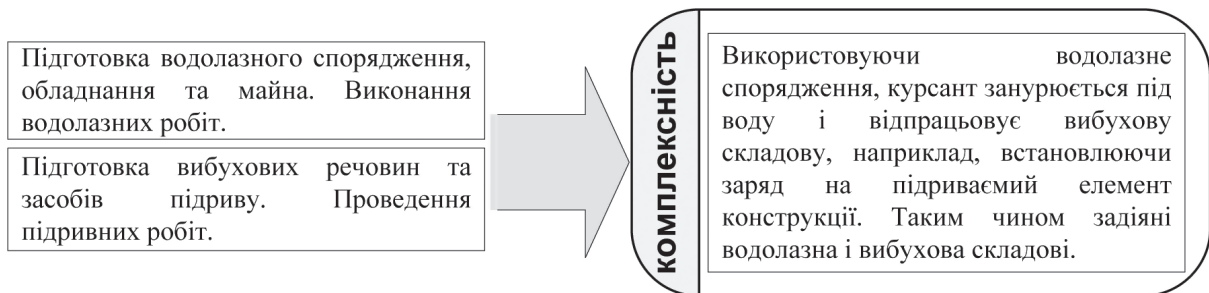 Підготовка водолазного спорядження,
обладнання та майна. Виконання
водолазних робіт.
Підготовка вибухових речовин та
засобів підриву. Проведення
підривних робіт.
комплексність
Використовуючи водолазне
спорядження, курсант занурюється під
воду і відпрацьовує вибухову
складову, наприклад, встановлюючи
заряд на підриваємий елемент
конструкції. Таким чином задіяні
водолазна і вибухова складові.